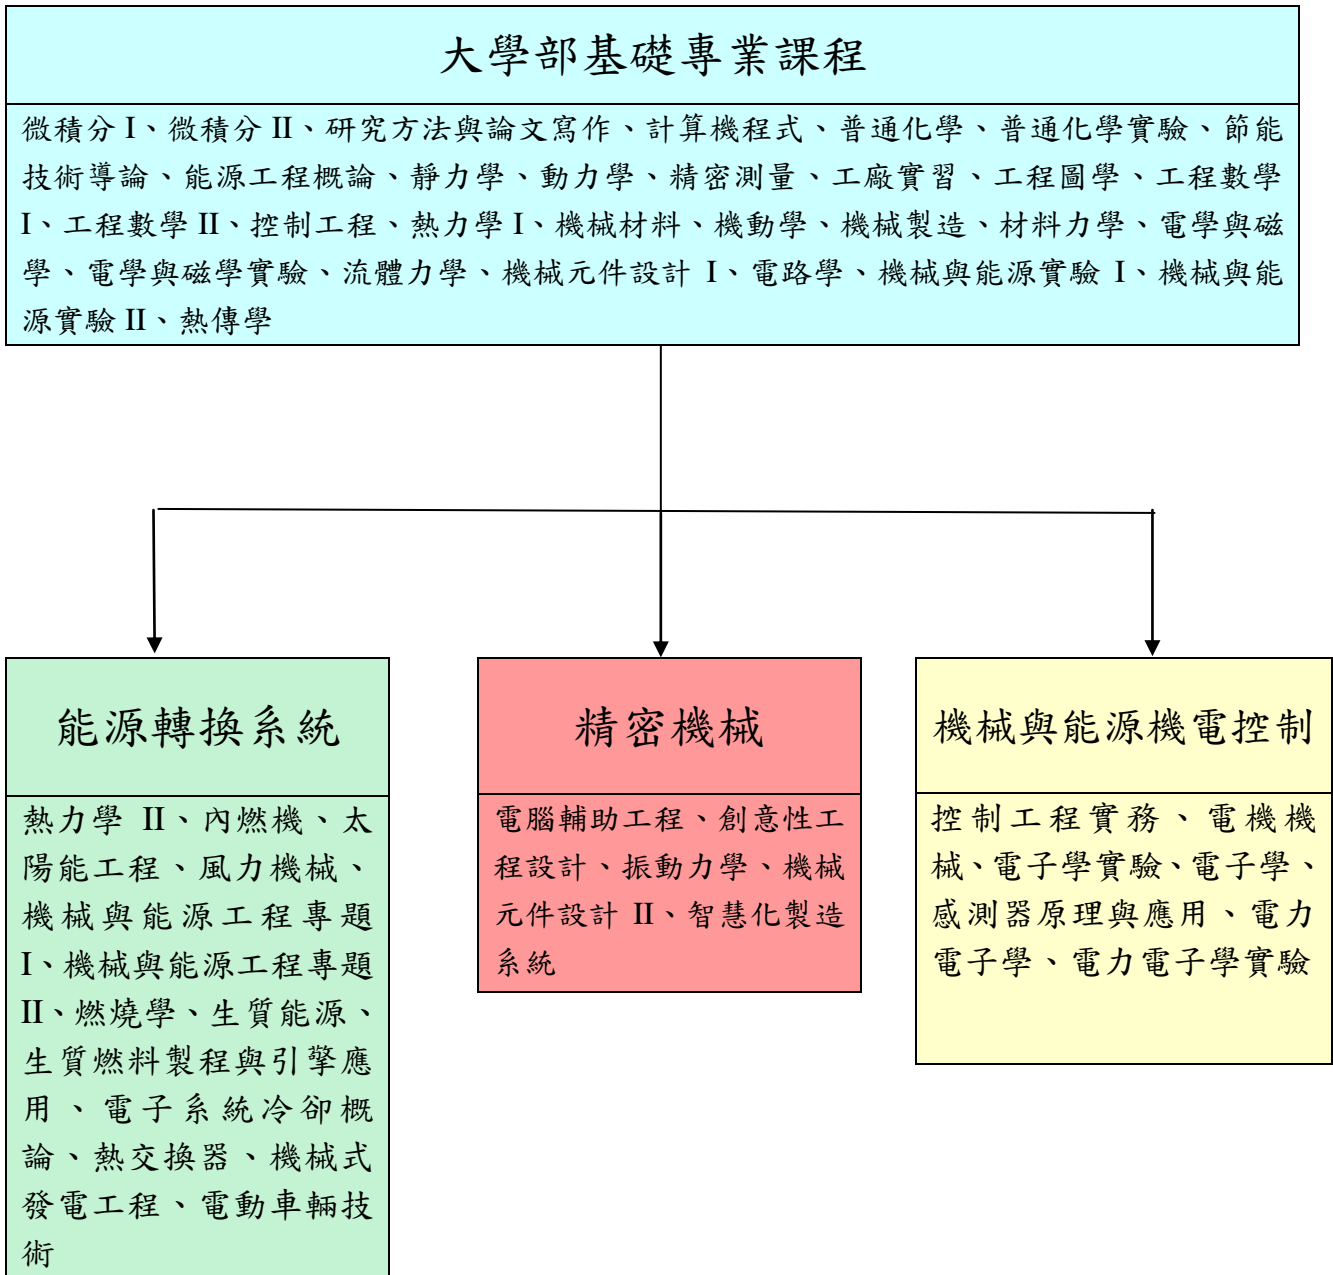 大學部基礎專業課程
微積分 I、微積分 II、研究方法與論文寫作、計算機程式、普通化學、普通化學實驗、節能
技術導論、能源工程概論、靜力學、動力學、精密測量、工廠實習、工程圖學、工程數學
I、工程數學 II、控制工程、熱力學 I、機械材料、機動學、機械製造、材料力學、電學與磁
學、電學與磁學實驗、流體力學、機械元件設計 I、電路學、機械與能源實驗 I、機械與能
源實驗 II、熱傳學
能源轉換系統
熱力學 II、內燃機、太
陽能工程、風力機械、
機械與能源工程專題
I、機械與能源工程專題
II、燃燒學、生質能源、
生質燃料製程與引擎應
用、電子系統冷卻概
論、熱交換器、機械式
發電工程、電動車輛技
術
精密機械
電腦輔助工程、創意性工
程設計、振動力學、機械
元件設計 II、智慧化製造
系統
機械與能源機電控制
控制工程實務、電機機
械、電子學實驗、電子學、
感測器原理與應用、電力
電子學、電力電子學實驗